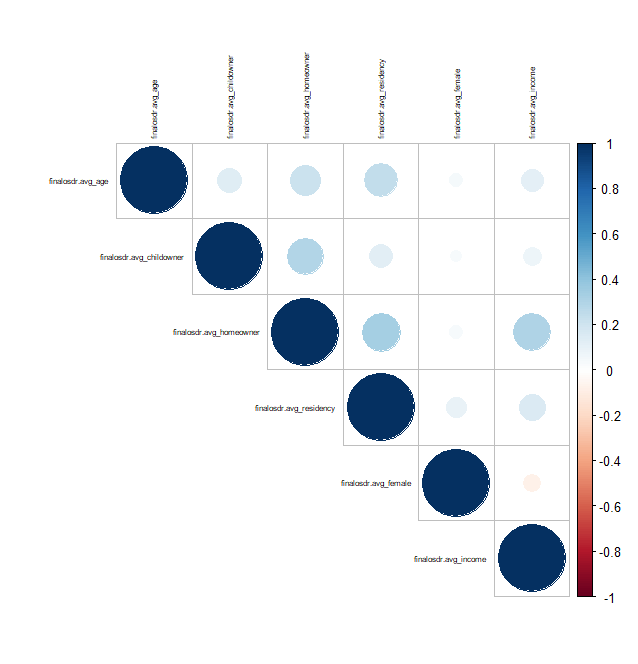 finalosdr.avg_age
finalosdr.avg_childowner
finalosdr.avg_homeowner
finalosdr.avg_residency
finalosdr.avg_female
finalosdr.avg_income
finalosdr.avg_age
finalosdr.avg_childowner
finalosdr.avg_homeowner
finalosdr.avg_residency
finalosdr.avg_female
finalosdr.avg_income
1
0.8
0.6
0.4
0.2
0
-0.2
-0.4
-0.6
-0.8
-1